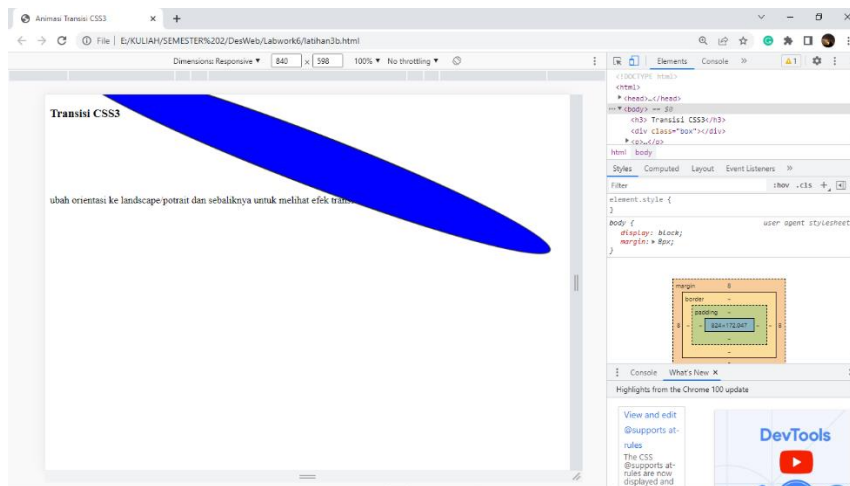 Animasi Transisi CSS3
File | E:/KULIAH/SEMESTER%202/DesWeb/Labwork6/latihan3b.html
Dimensions: Responsive 840 x 598 100% No throttling
Elements Console » 1
<!DOCTYPE html>
<html>
<head>…</head>
<body> == $0
<h3> Transisi CSS3</h3>
<div class="box"></div>
<p>…</p>
html body
Styles Computed Layout Event Listeners »
Filter :hov .cls +
element.style {
}
body { user agent stylesheet
display: block;
margin: 8px;
}
margin 8
border -
padding -
8 - - 824×172.047 - - 8
-
-
Transisi CSS3
ubah orientasi ke landscape/potrait dan sebaliknya untuk melihat efek
Console What's New ×
Highlights from the Chrome 100 update
View and edit
@supports at-
rules
The CSS
@supports at-
rules are now
displayed and
DevTools